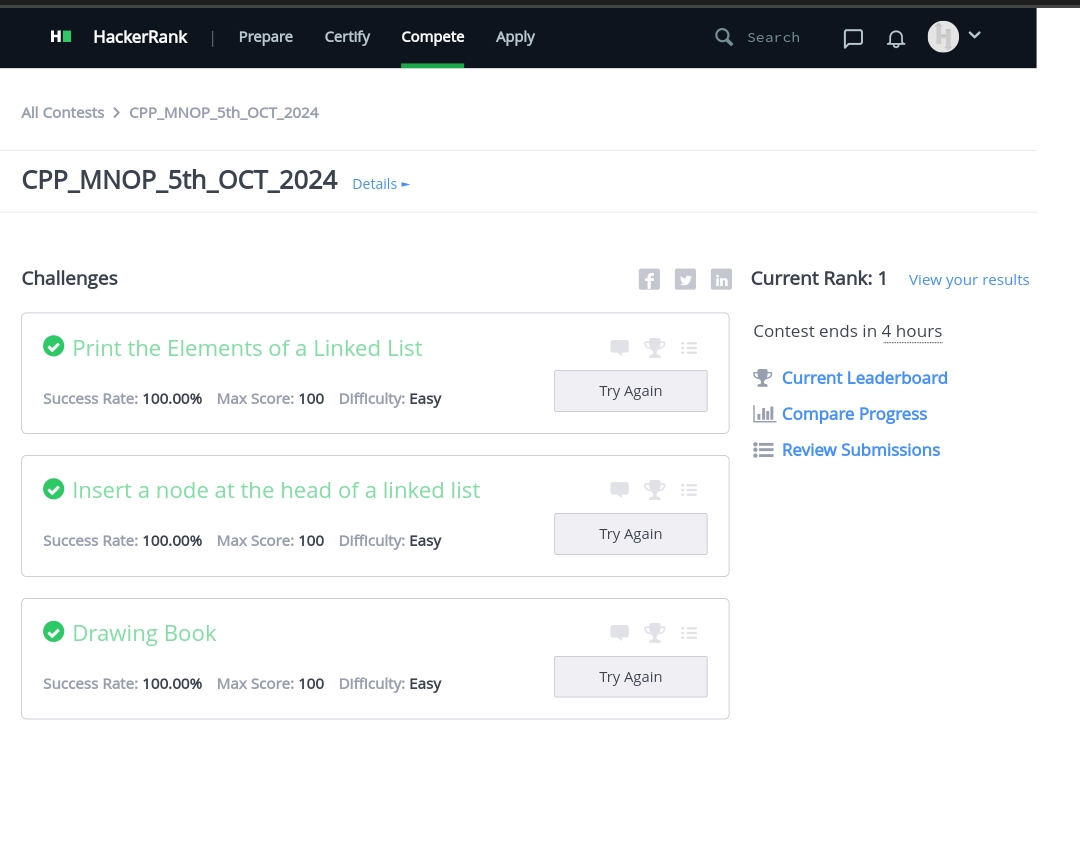 H HackerRank | Prepare Certify Compete Apply Search
All Contests > CPP_MNOP_5th_OCT_2024
CPP_MNOP_5th_OCT_2024 Details ►
Challenges
Print the Elements of a Linked List
Success Rate: 100.00% Max Score: 100 Difficulty: Easy
Try Again
Insert a node at the head of a linked list
Success Rate: 100.00% Max Score: 100 Difficulty: Easy
Try Again
Drawing Book
Success Rate: 100.00% Max Score: 100 Difficulty: Easy
Try Again
Current Rank: 1 View your results
Contest ends in 4 hours
Current Leaderboard
Compare Progress
Review Submissions